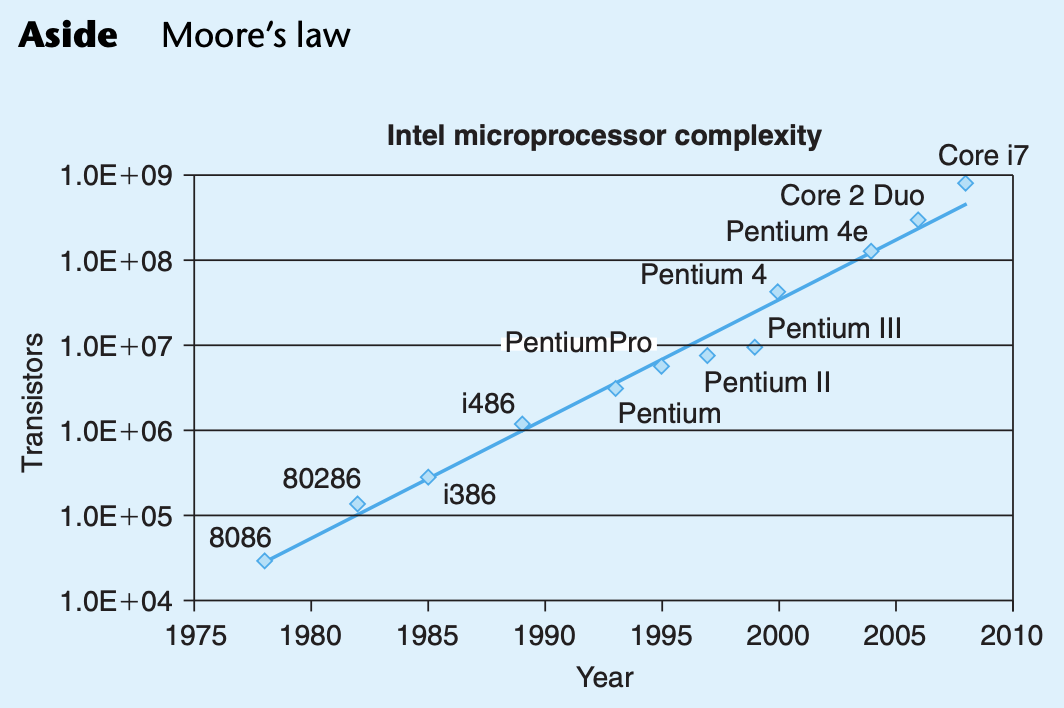 Aside Moore’s law
Intel microprocessor complexity
Core i7
1.0E+09
Core 2 Duo
Pentium 4e
1.0E+08
Pentium 4
Pentium III
PentiumPro
1.0E+07
Pentium II
i486
Pentium
1.0E+06
80286
i386
1.0E+05
8086
1.0E+04
Transistors
1975 1980 1985 1990 1995 2000 2005 2010
Year